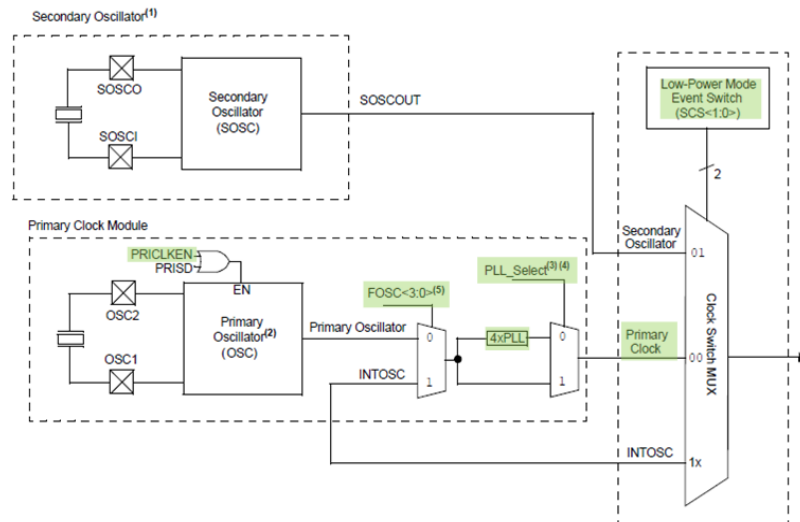 Secondary Oscillator(1)
SOSCO
SOSCI
Secondary
Oscillator
(SOSC)
SOSCOUT
Low-Power Mode
Event Switch
(SCS<1:0>)
2
Primary Clock Module
PRICLKEN
PRISD
EN
OSC2
OSC1
Primary
Oscillator(2)
(OSC)
Primary Oscillator
INTOSC
FOSC<3:0>(5)
0
1
PLL_Select(3) (4)
4xPLL
0
1
Secondary
Oscillator
01
Primary
Clock
00
INTOSC
1x
Clock Switch MUX